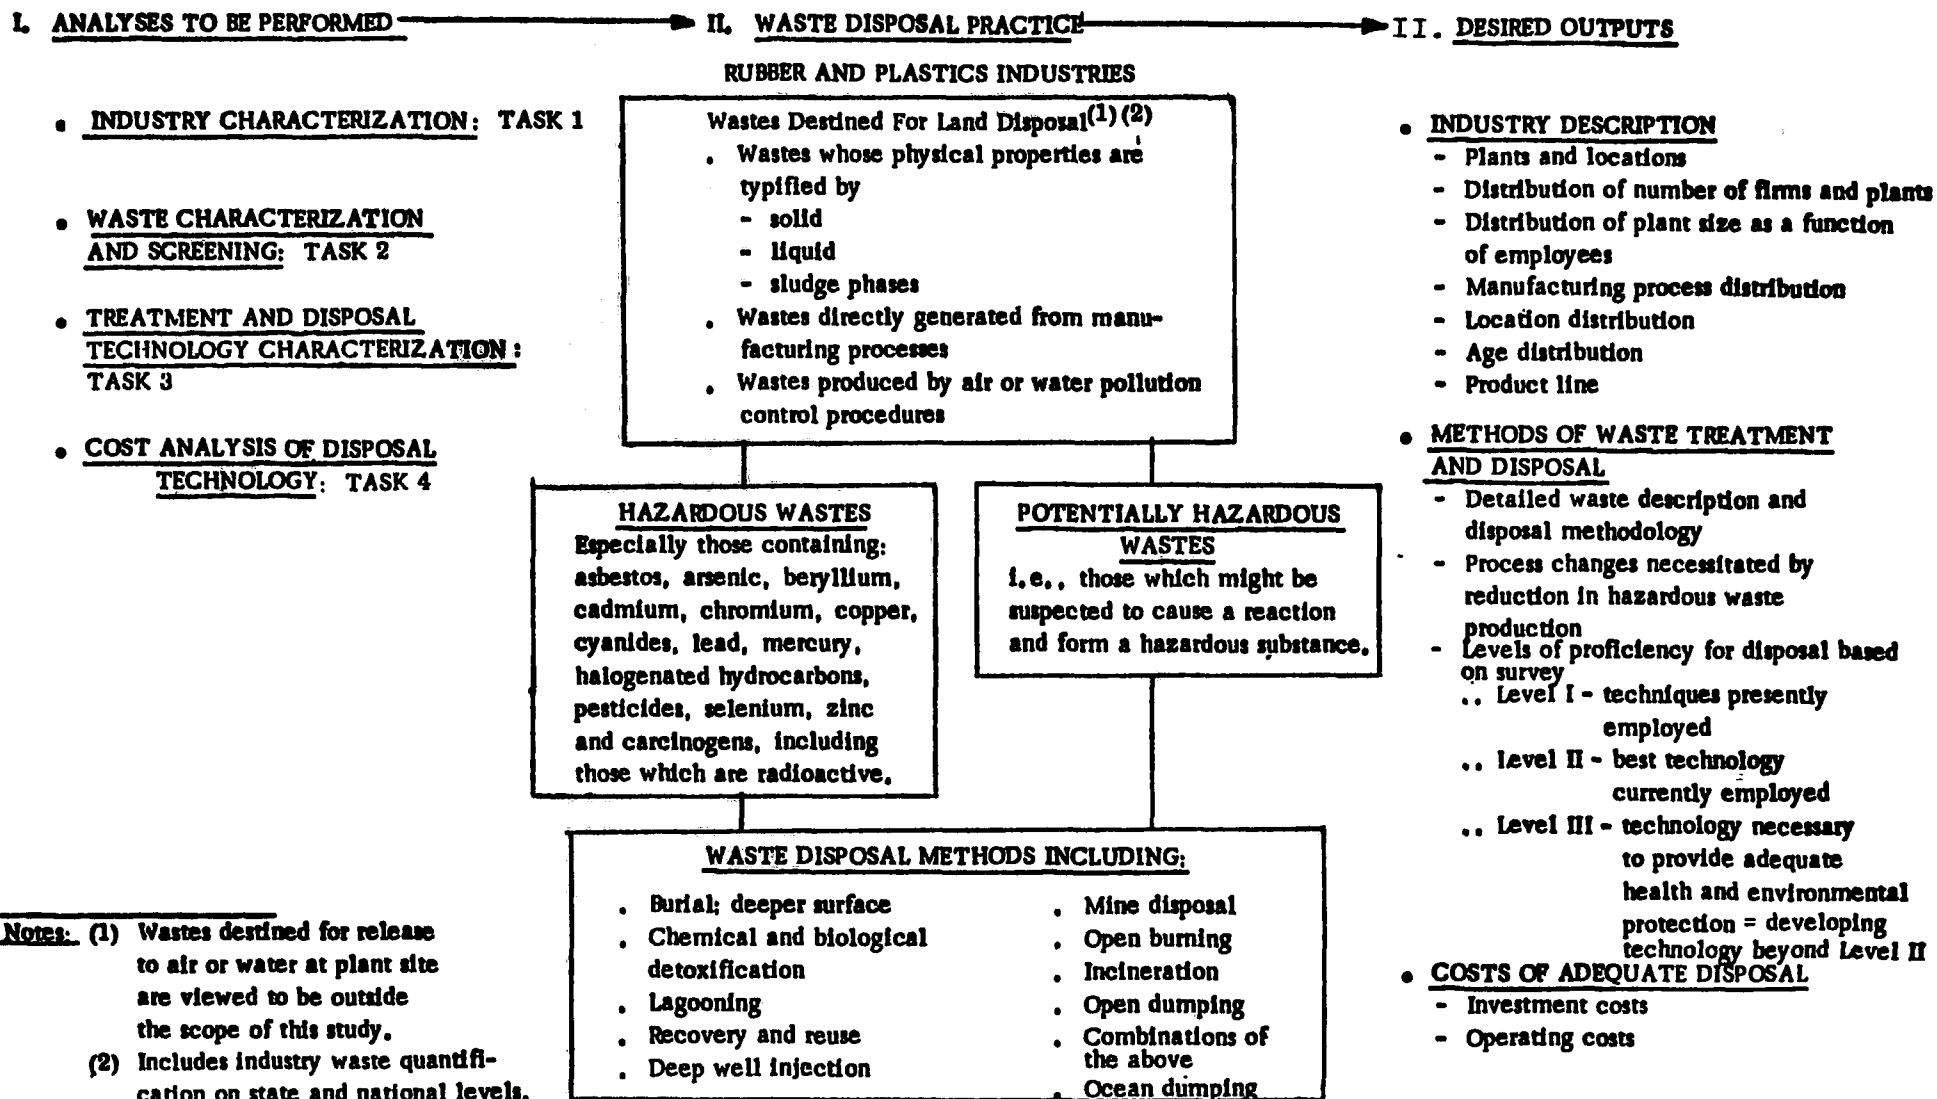 I. ANALYSES TO BE PERFORMED
II. WASTE DISPOSAL PRACTICE
II. DESIRED OUTPUTS
• INDUSTRY CHARACTERIZATION: TASK 1
• WASTE CHARACTERIZATION
AND SCREENING: TASK 2
• TREATMENT AND DISPOSAL
TECHNOLOGY CHARACTERIZATION:
TASK 3
• COST ANALYSIS OF DISPOSAL
TECHNOLOGY: TASK 4
RUBBER AND PLASTICS INDUSTRIES
Wastes Destined For Land Disposal(1)(2)
. Wastes whose physical properties are
typified by
- solid
- liquid
- sludge phases
. Wastes directly generated from manu-
facturing processes
. Wastes produced by air or water pollution
control procedures
HAZARDOUS WASTES
Especially those containing:
asbestos, arsenic, beryllium,
cadmium, chromium, copper,
cyanides, lead, mercury,
halogenated hydrocarbons,
pesticides, selenium, zinc
and carcinogens, including
those which are radioactive.
POTENTIALLY HAZARDOUS
WASTES
i.e., those which might be
suspected to cause a reaction
and form a hazardous substance.
WASTE DISPOSAL METHODS INCLUDING:
. Burial; deeper surface
. Chemical and biological
detoxification
. Lagooning
. Recovery and reuse
. Deep well injection
. Mine disposal
. Open burning
. Incineration
. Open dumping
. Combinations of
the above
. Ocean dumping
• INDUSTRY DESCRIPTION
- Plants and locations
- Distribution of number of firms and plants
- Distribution of plant size as a function
of employees
- Manufacturing process distribution
- Location distribution
- Age distribution
- Product line
• METHODS OF WASTE TREATMENT
AND DISPOSAL
- Detailed waste description and
disposal methodology
- Process changes necessitated by
reduction in hazardous waste
production
- Levels of proficiency for disposal based
on survey
.. Level I - techniques presently
employed
.. Level II - best technology
currently employed
.. Level III - technology necessary
to provide adequate
health and environmental
protection = developing
technology beyond Level II
• COSTS OF ADEQUATE DISPOSAL
- Investment costs
- Operating costs
Notes: (1) Wastes destined for release
to air or water at plant site
are viewed to be outside
the scope of this study.
(2) Includes industry waste quantifi-
cation on state and national levels.